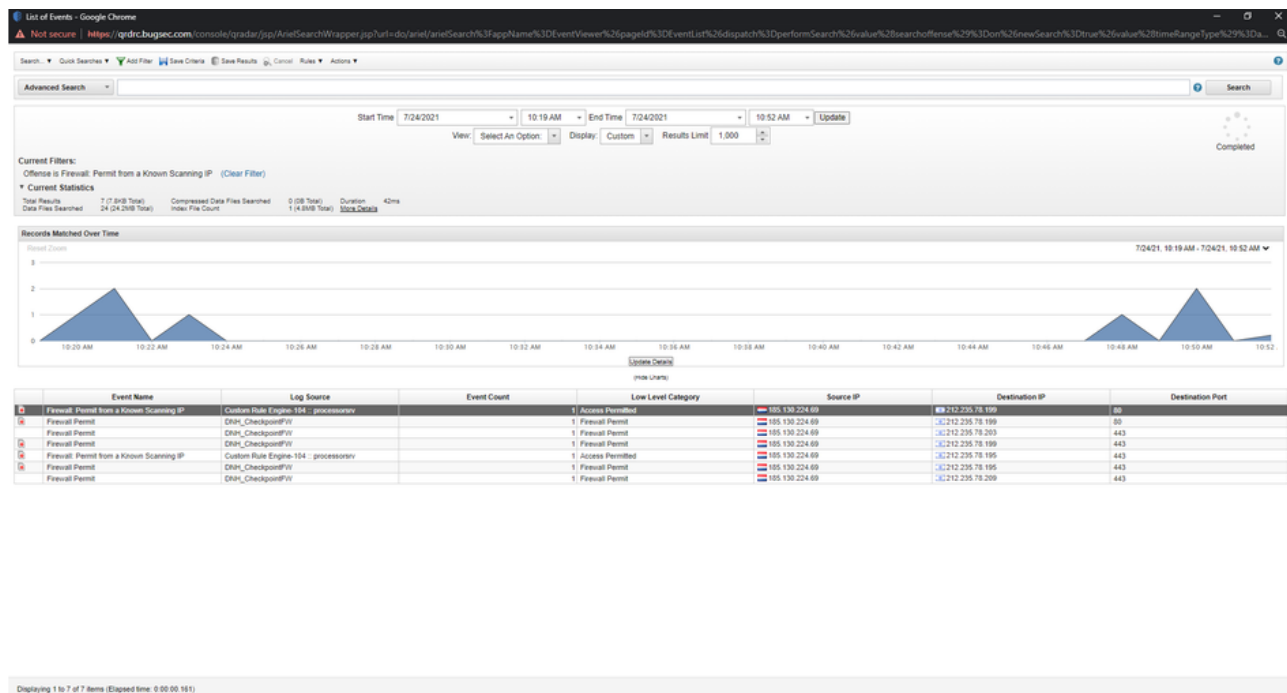 List of Events - Google Chrome
Not secure | https://qrdrc.bugsec.com/console/qradar/jsp/ArielSearchWrapper.jsp?url=do/ariel/arielSearch%3FappName%3DEventViewer%26pageId%3DEventList%26dispatch%3DperformSearch%26value%28searchoffense%29%3Don%26newSearch%3Dtrue%26value%28timeRangeType%29%3Da...
Search... Quick Searches Add Filter Save Criteria Save Results Cancel Rules Actions
Advanced Search Search
Start Time 7/24/2021 10:19 AM End Time 7/24/2021 10:52 AM Update
View: Select An Option: Display: Custom Results Limit 1,000
Completed
Current Filters:
Offense is Firewall: Permit from a Known Scanning IP (Clear Filter)
Current Statistics
Total Results 7 (7.8KB Total) Compressed Data Files Searched 0 (0B Total) Duration 42ms
Data Files Searched 24 (24.2MB Total) Index File Count 1 (4.8MB Total) More Details
Records Matched Over Time
Reset Zoom 7/24/21, 10:19 AM - 7/24/21, 10:52 AM
3
2
1
0
10:20 AM 10:22 AM 10:24 AM 10:26 AM 10:28 AM 10:30 AM 10:32 AM 10:34 AM 10:36 AM 10:38 AM 10:40 AM 10:42 AM 10:44 AM 10:46 AM 10:48 AM 10:50 AM 10:52
Update Details
(Hide Charts)
Event Name Log Source Event Count Low Level Category Source IP Destination IP Destination Port
Firewall: Permit from a Known Scanning IP Custom Rule Engine-104 :: processorsrv 1 Access Permitted 185.130.224.69 212.235.78.199 80
Firewall Permit DNH_CheckpointFW 1 Firewall Permit 185.130.224.69 212.235.78.199 80
Firewall Permit DNH_CheckpointFW 1 Firewall Permit 185.130.224.69 212.235.78.203 443
Firewall Permit DNH_CheckpointFW 1 Firewall Permit 185.130.224.69 212.235.78.199 443
Firewall: Permit from a Known Scanning IP Custom Rule Engine-104 :: processorsrv 1 Access Permitted 185.130.224.69 212.235.78.195 443
Firewall Permit DNH_CheckpointFW 1 Firewall Permit 185.130.224.69 212.235.78.195 443
Firewall Permit DNH_CheckpointFW 1 Firewall Permit 185.130.224.69 212.235.78.209 443
Displaying 1 to 7 of 7 items (Elapsed time: 0:00:00.161)